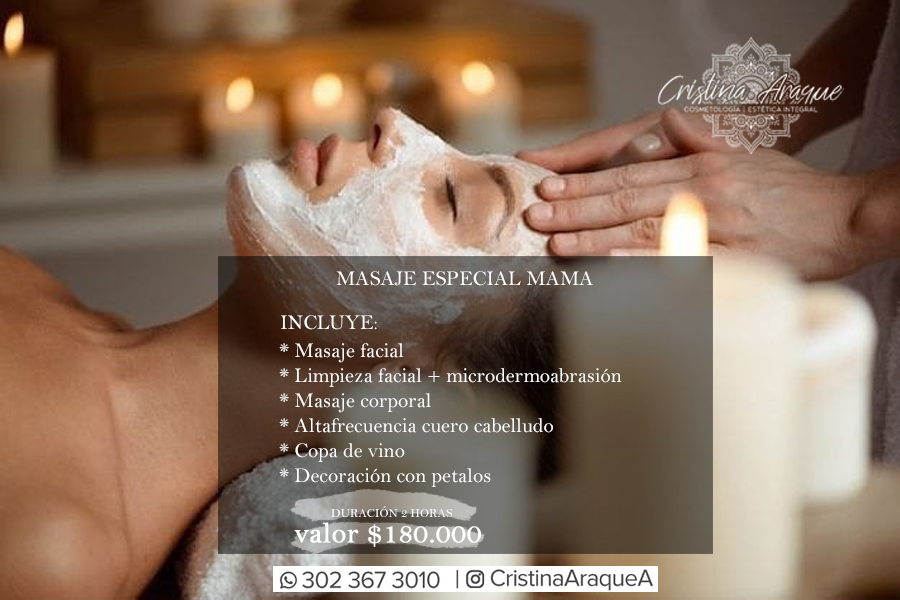 Cristina Araque
COSMETOLOGÍA | ESTÉTICA INTEGRAL
MASAJE ESPECIAL MAMA
INCLUYE:
* Masaje facial
* Limpieza facial + microdermoabrasión
* Masaje corporal
* Altafrecuencia cuero cabelludo
* Copa de vino
* Decoración con petalos
DURACIÓN 2 HORAS
valor $180.000
302 367 3010 | CristinaAraqueA